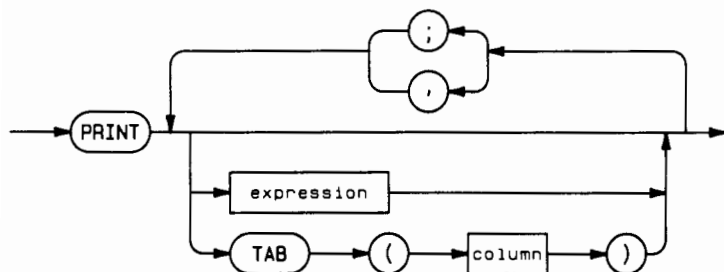 ;
,
PRINT
expression
TAB ( column )